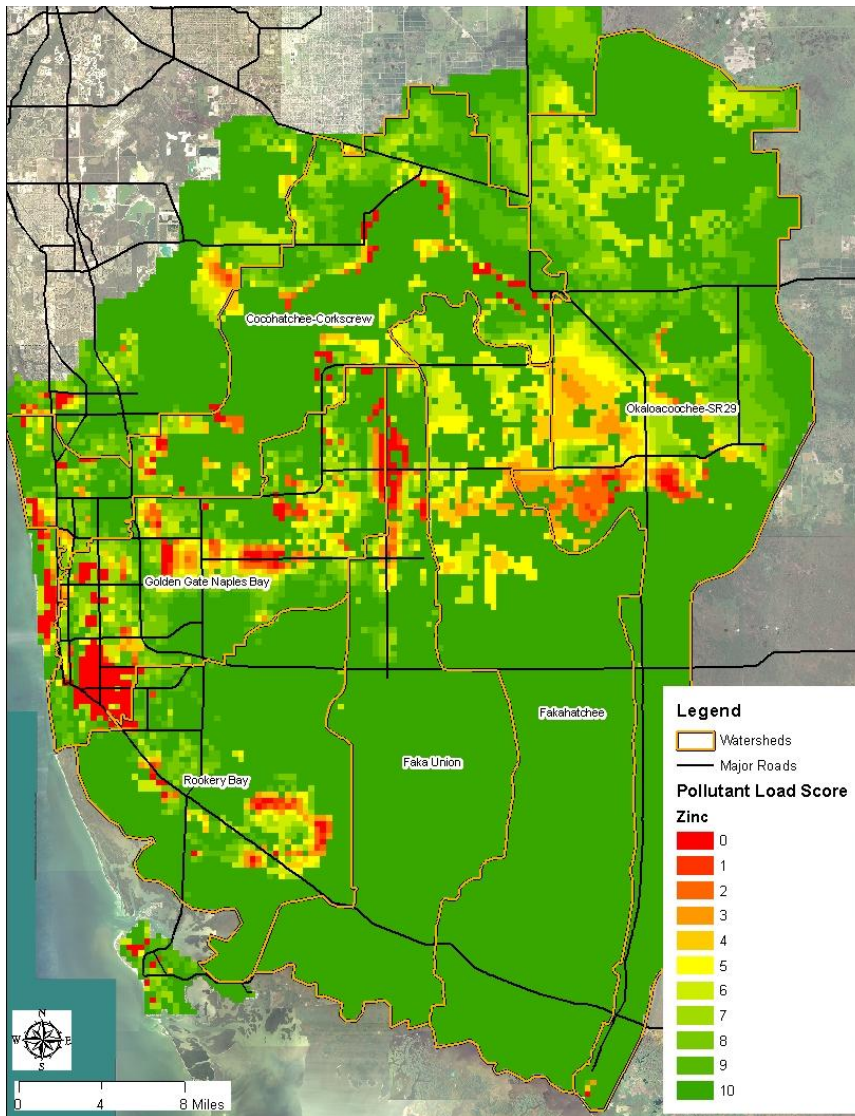 Cocohatchee-Corkscrew
Okaloacoochee-SR29
Golden Gate Naples Bay
Fakahatchee
Faka Union
Rookery Bay
Legend
Watersheds
Major Roads
Pollutant Load Score
Zinc
0
1
2
3
4
5
6
7
8
9
10
N
W E
S
0 4 8 Miles